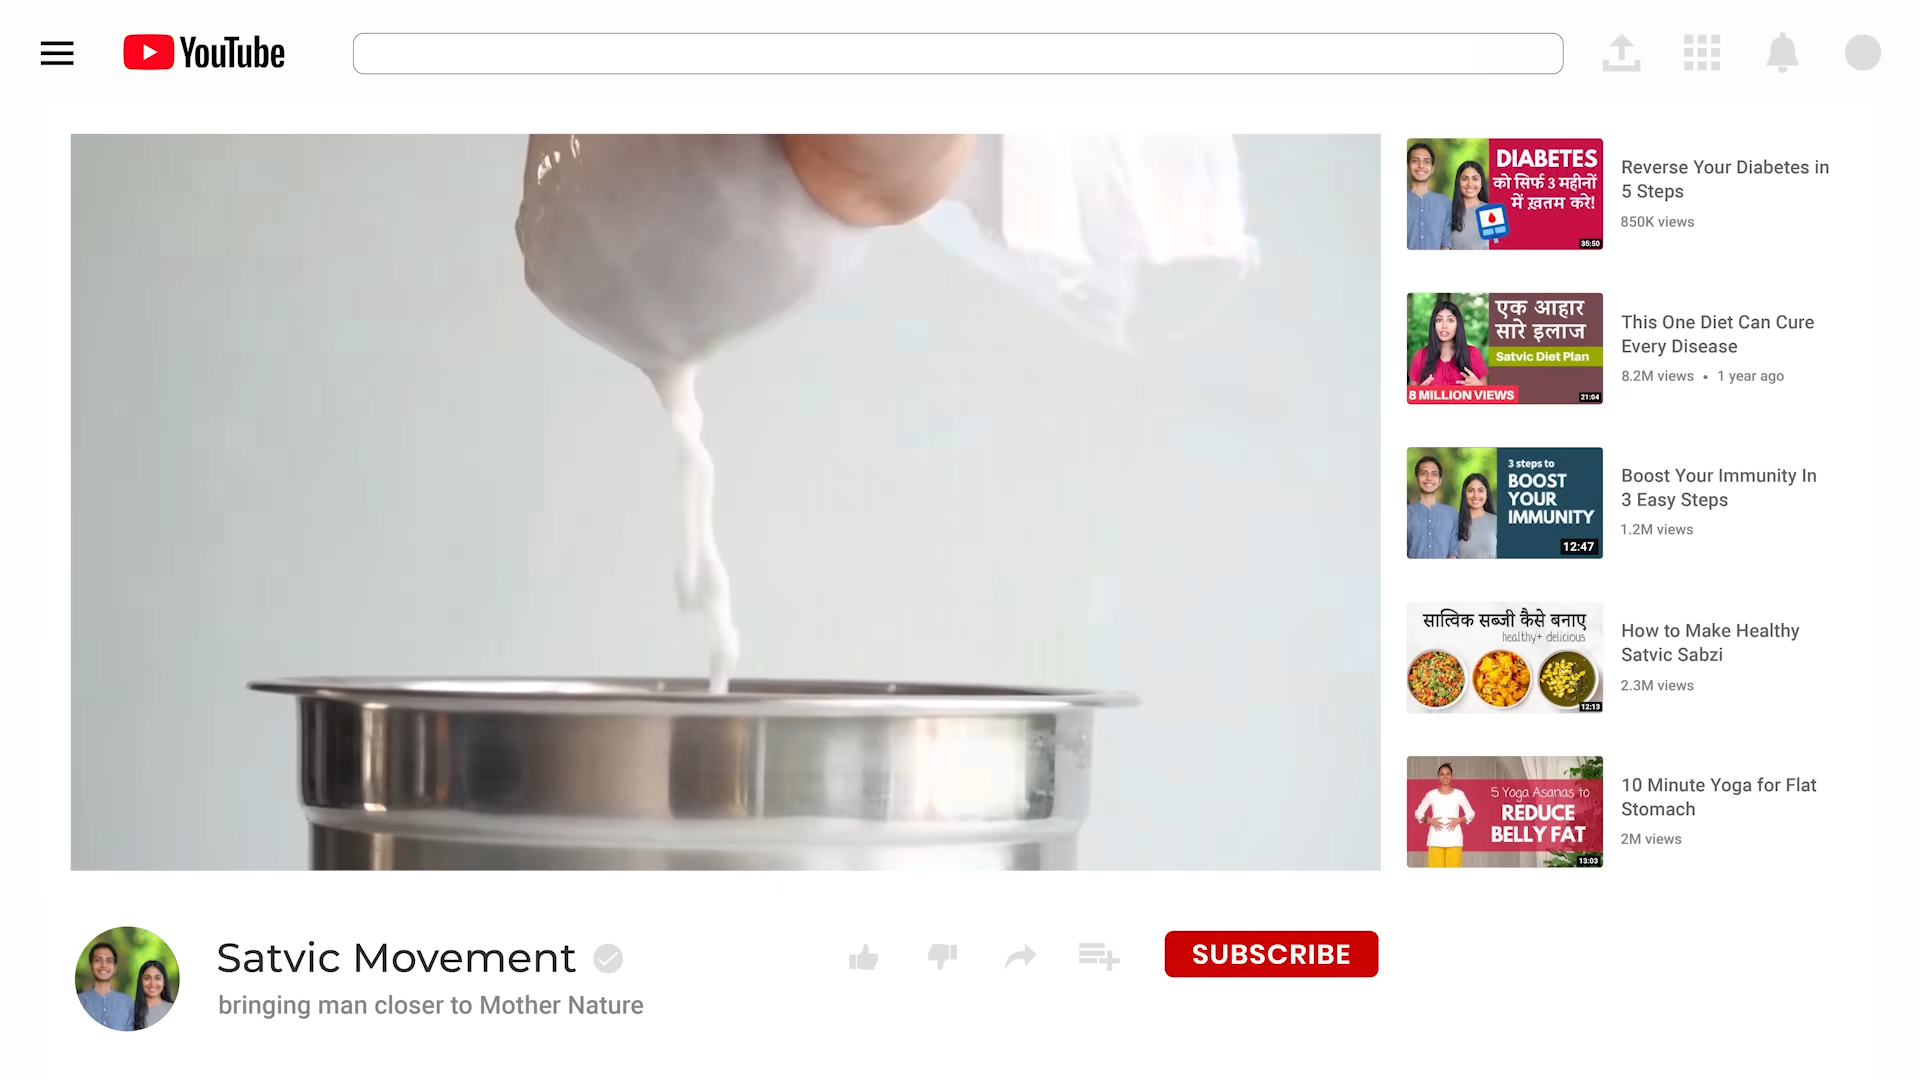 YouTube
DIABETES
को सिर्फ 3 महीनों
में ख़तम करे!
35:50
Reverse Your Diabetes in
5 Steps
850K views
एक आहार
सारे इलाज
Satvic Diet Plan
8 MILLION VIEWS
21:04
This One Diet Can Cure
Every Disease
8.2M views • 1 year ago
3 steps to
BOOST
YOUR
IMMUNITY
12:47
Boost Your Immunity In
3 Easy Steps
1.2M views
सात्विक सब्जी कैसे बनाए
healthy+ delicious
12:13
How to Make Healthy
Satvic Sabzi
2.3M views
5 Yoga Asanas to
REDUCE
BELLY FAT
13:03
10 Minute Yoga for Flat
Stomach
2M views
Satvic Movement
bringing man closer to Mother Nature
SUBSCRIBE